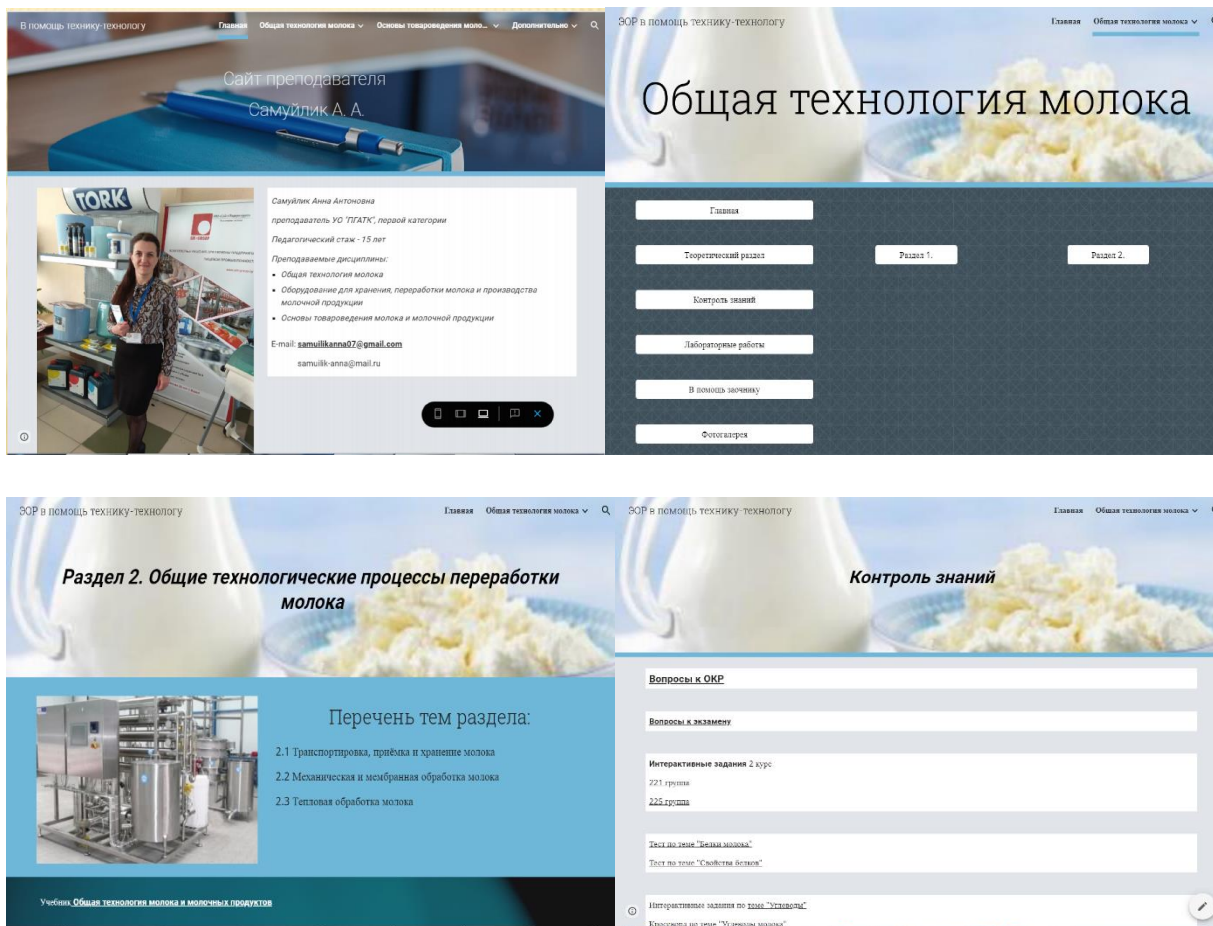 В помощь технику-технологу
Главная
Общая технология молока
Основы товароведения моло...
Дополнительно
Сайт преподавателя
Самуйлик А. А.
TORK
Самуйлик Анна Антоновна
преподаватель УО "ПГАТК", первой категории
Педагогический стаж - 15 лет
Преподаваемые дисциплины:
• Общая технология молока
• Оборудование для хранения, переработки молока и производства
молочной продукции
• Основы товароведения молока и молочной продукции
E-mail: samuilikanna07@gmail.com
samuilik-anna@mail.ru
ЭОР в помощь технику-технологу
Главная
Общая технология молока
Общая технология молока
Главная
Теоретический раздел
Раздел 1.
Раздел 2.
Контроль знаний
Лабораторные работы
В помощь заочнику
Фотогалерея
ЭОР в помощь технику-технологу
Главная
Общая технология молока
Раздел 2. Общие технологические процессы переработки
молока
Перечень тем раздела:
2.1 Транспортировка, приёмка и хранение молока
2.2 Механическая и мембранная обработка молока
2.3 Тепловая обработка молока
Учебник Общая технология молока и молочных продуктов
ЭОР в помощь технику-технологу
Главная
Общая технология молока
Контроль знаний
Вопросы к ОКР
Вопросы к экзамену
Интерактивные задания 2 курс
221 группа
225 группа
Тест по теме "Белки молока"
Тест по теме "Свойства белков"
Интерактивные задания по теме "Углеводы"
Кроссворд по теме "Углеводы молока"